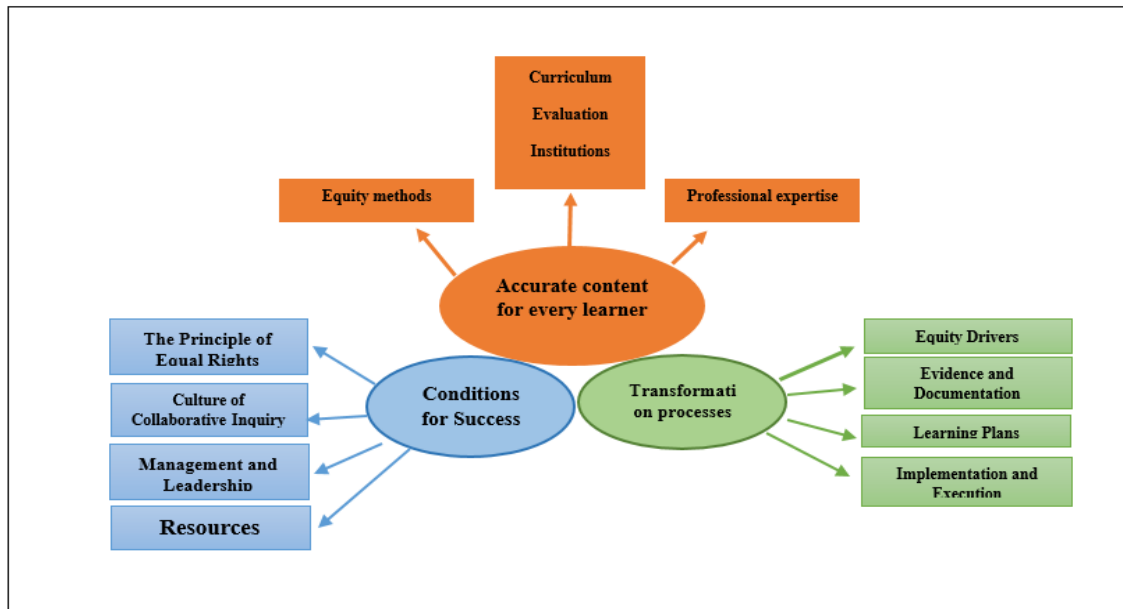 Curriculum
Evaluation
Institutions
Equity methods
Professional expertise
Accurate content
for every learner
The Principle of
Equal Rights
Culture of
Collaborative Inquiry
Management and
Leadership
Resources
Conditions
for Success
Transformati
on processes
Equity Drivers
Evidence and
Documentation
Learning Plans
Implementation and
Execution